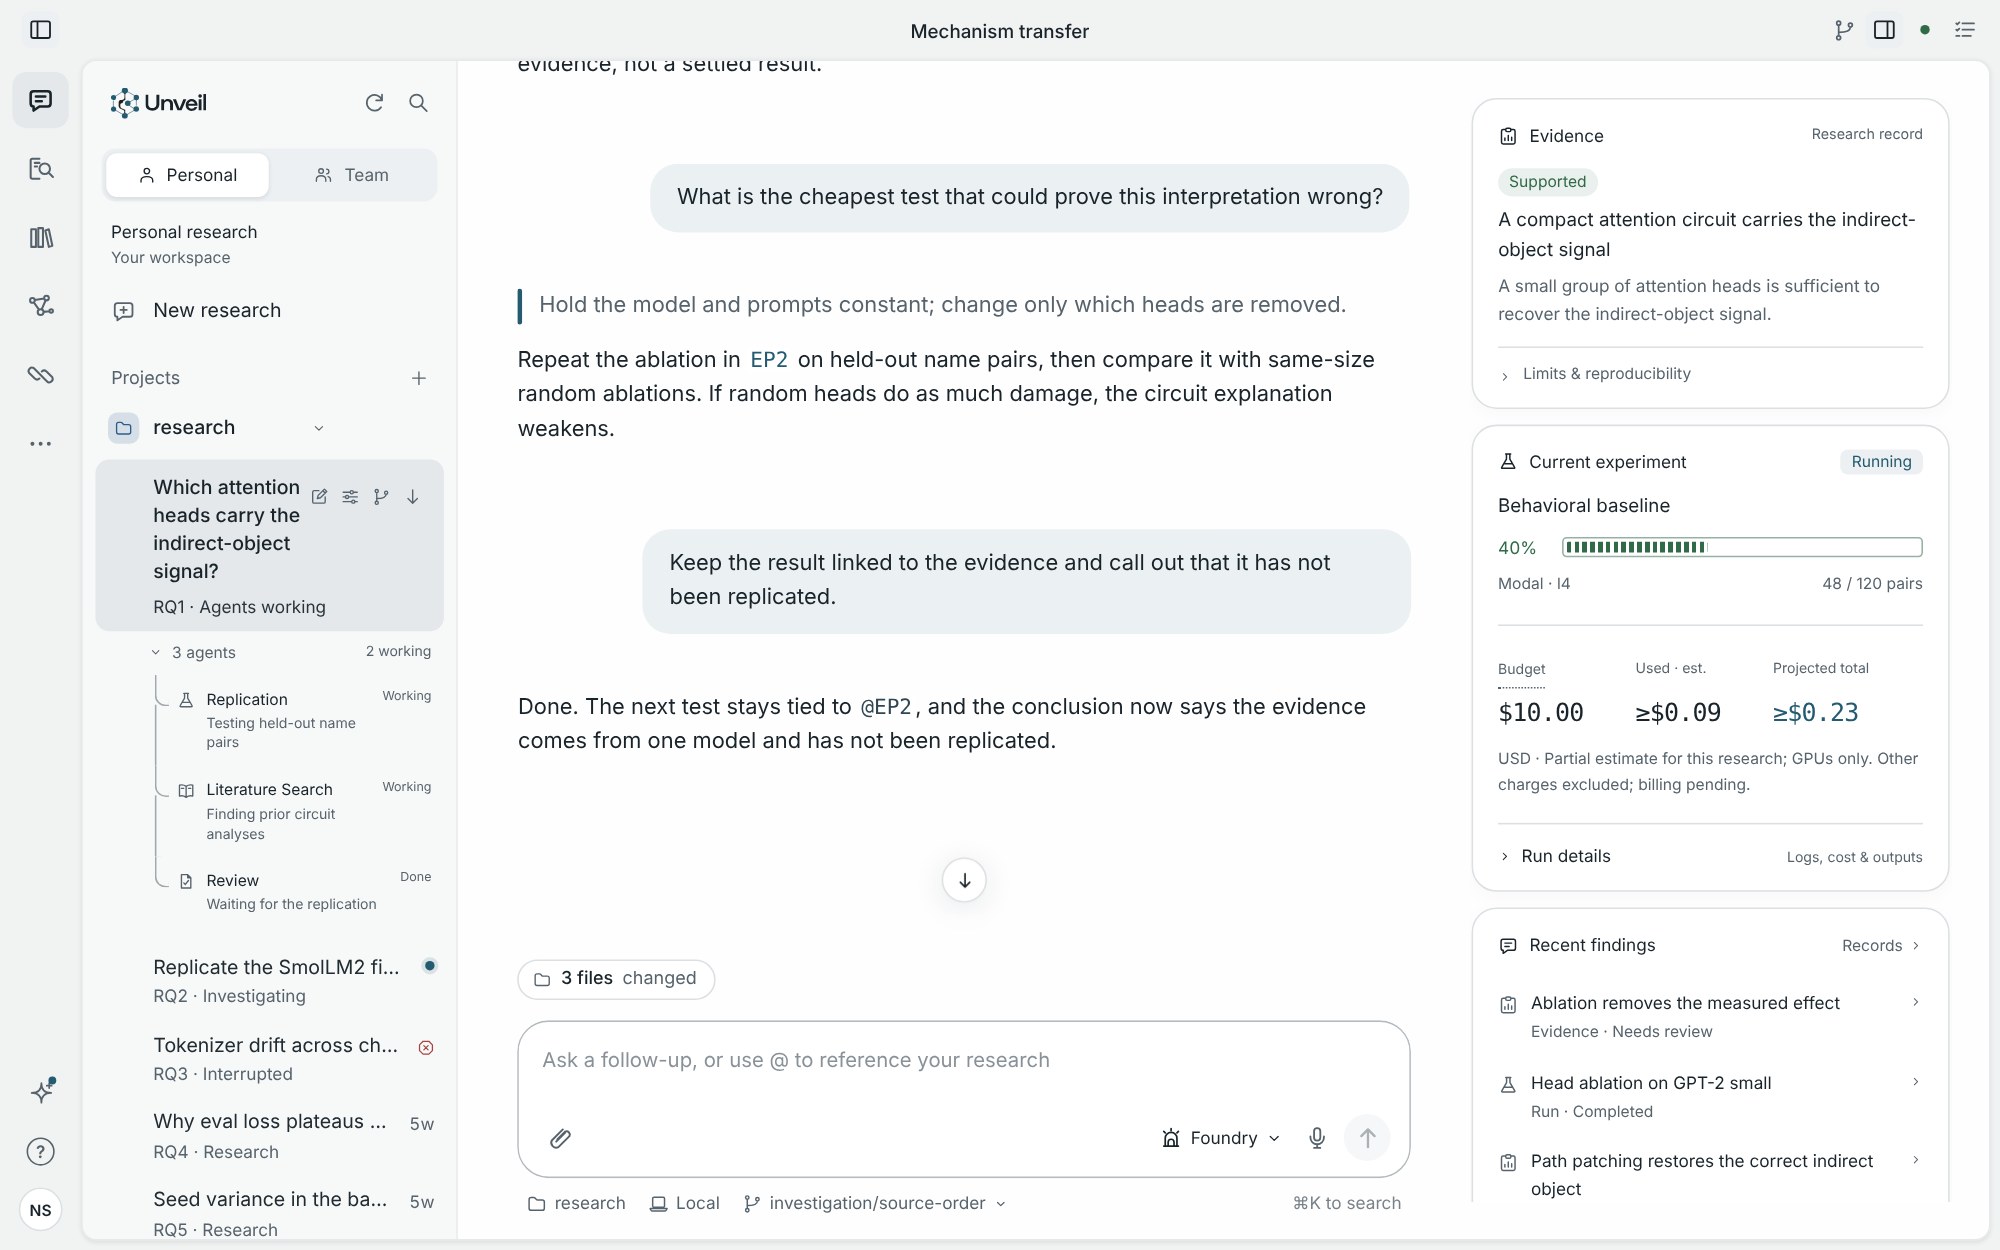 Mechanism transfer
Unveil
Personal
Team
Personal research
Your workspace
New research
Projects
research
Which attention
heads carry the
indirect-object
signal?
RQ1 · Agents working
3 agents
2 working
Replication
Working
Testing held-out name
pairs
Literature Search
Working
Finding prior circuit
analyses
Review
Done
Waiting for the replication
Replicate the SmolLM2 fi...
RQ2 · Investigating
Tokenizer drift across ch...
RQ3 · Interrupted
Why eval loss plateaus ...
5w
RQ4 · Research
Seed variance in the ba...
5w
RQ5 · Research
NS
evidence, not a settled result.
What is the cheapest test that could prove this interpretation wrong?
Hold the model and prompts constant; change only which heads are removed.
Repeat the ablation in EP2 on held-out name pairs, then compare it with same-size
random ablations. If random heads do as much damage, the circuit explanation
weakens.
Keep the result linked to the evidence and call out that it has not
been replicated.
Done. The next test stays tied to @EP2, and the conclusion now says the evidence
comes from one model and has not been replicated.
3 files changed
Ask a follow-up, or use @ to reference your research
Foundry
research
Local
investigation/source-order
⌘K to search
Evidence
Research record
Supported
A compact attention circuit carries the indirect-
object signal
A small group of attention heads is sufficient to
recover the indirect-object signal.
Limits & reproducibility
Current experiment
Running
Behavioral baseline
40%
Modal · I4
48 / 120 pairs
Budget
Used · est.
Projected total
$10.00
≥$0.09
≥$0.23
USD · Partial estimate for this research; GPUs only. Other
charges excluded; billing pending.
Run details
Logs, cost & outputs
Recent findings
Records
Ablation removes the measured effect
Evidence · Needs review
Head ablation on GPT-2 small
Run · Completed
Path patching restores the correct indirect
object